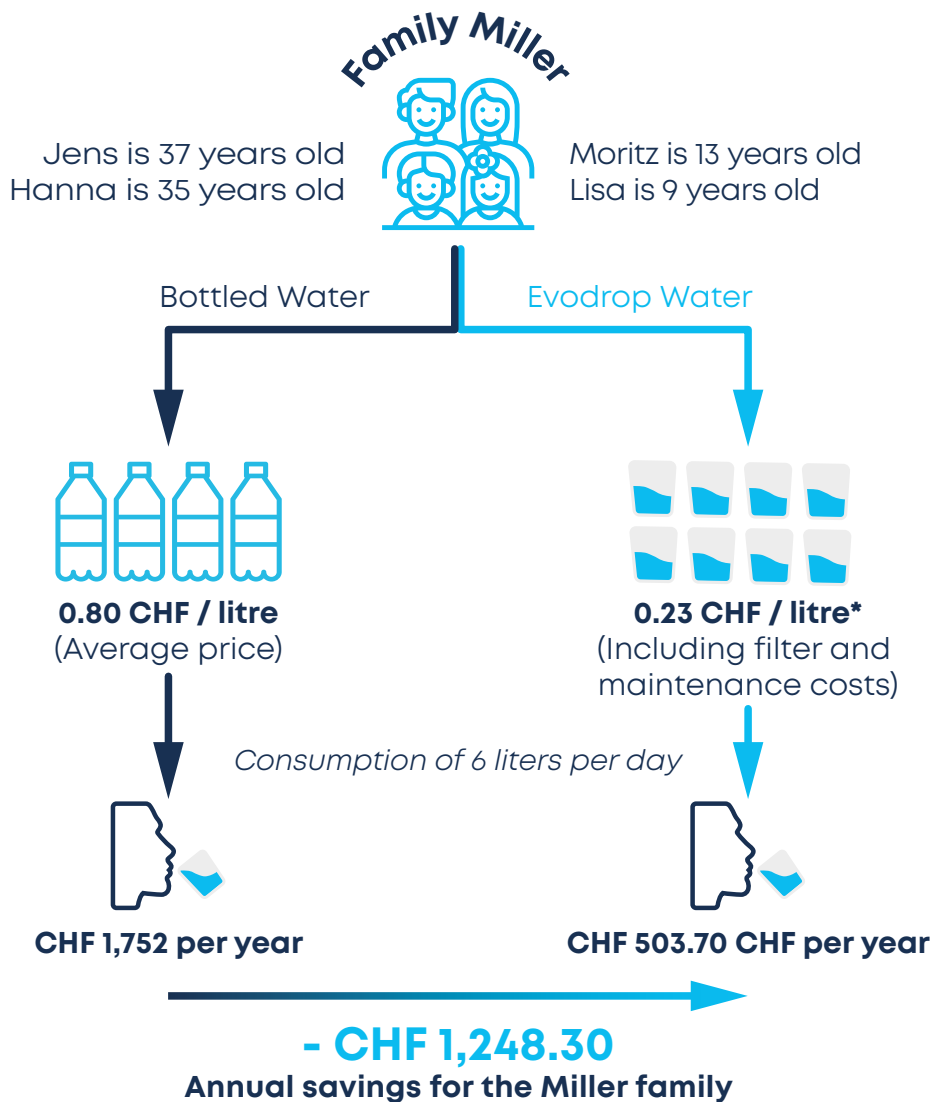 Family Miller
Jens is 37 years old
Hanna is 35 years old
Moritz is 13 years old
Lisa is 9 years old
Bottled Water
Evodrop Water
0.80 CHF / litre
(Average price)
0.23 CHF / litre*
(Including filter and
maintenance costs)
Consumption of 6 liters per day
CHF 1,752 per year
CHF 503.70 CHF per year
- CHF 1,248.30
Annual savings for the Miller family